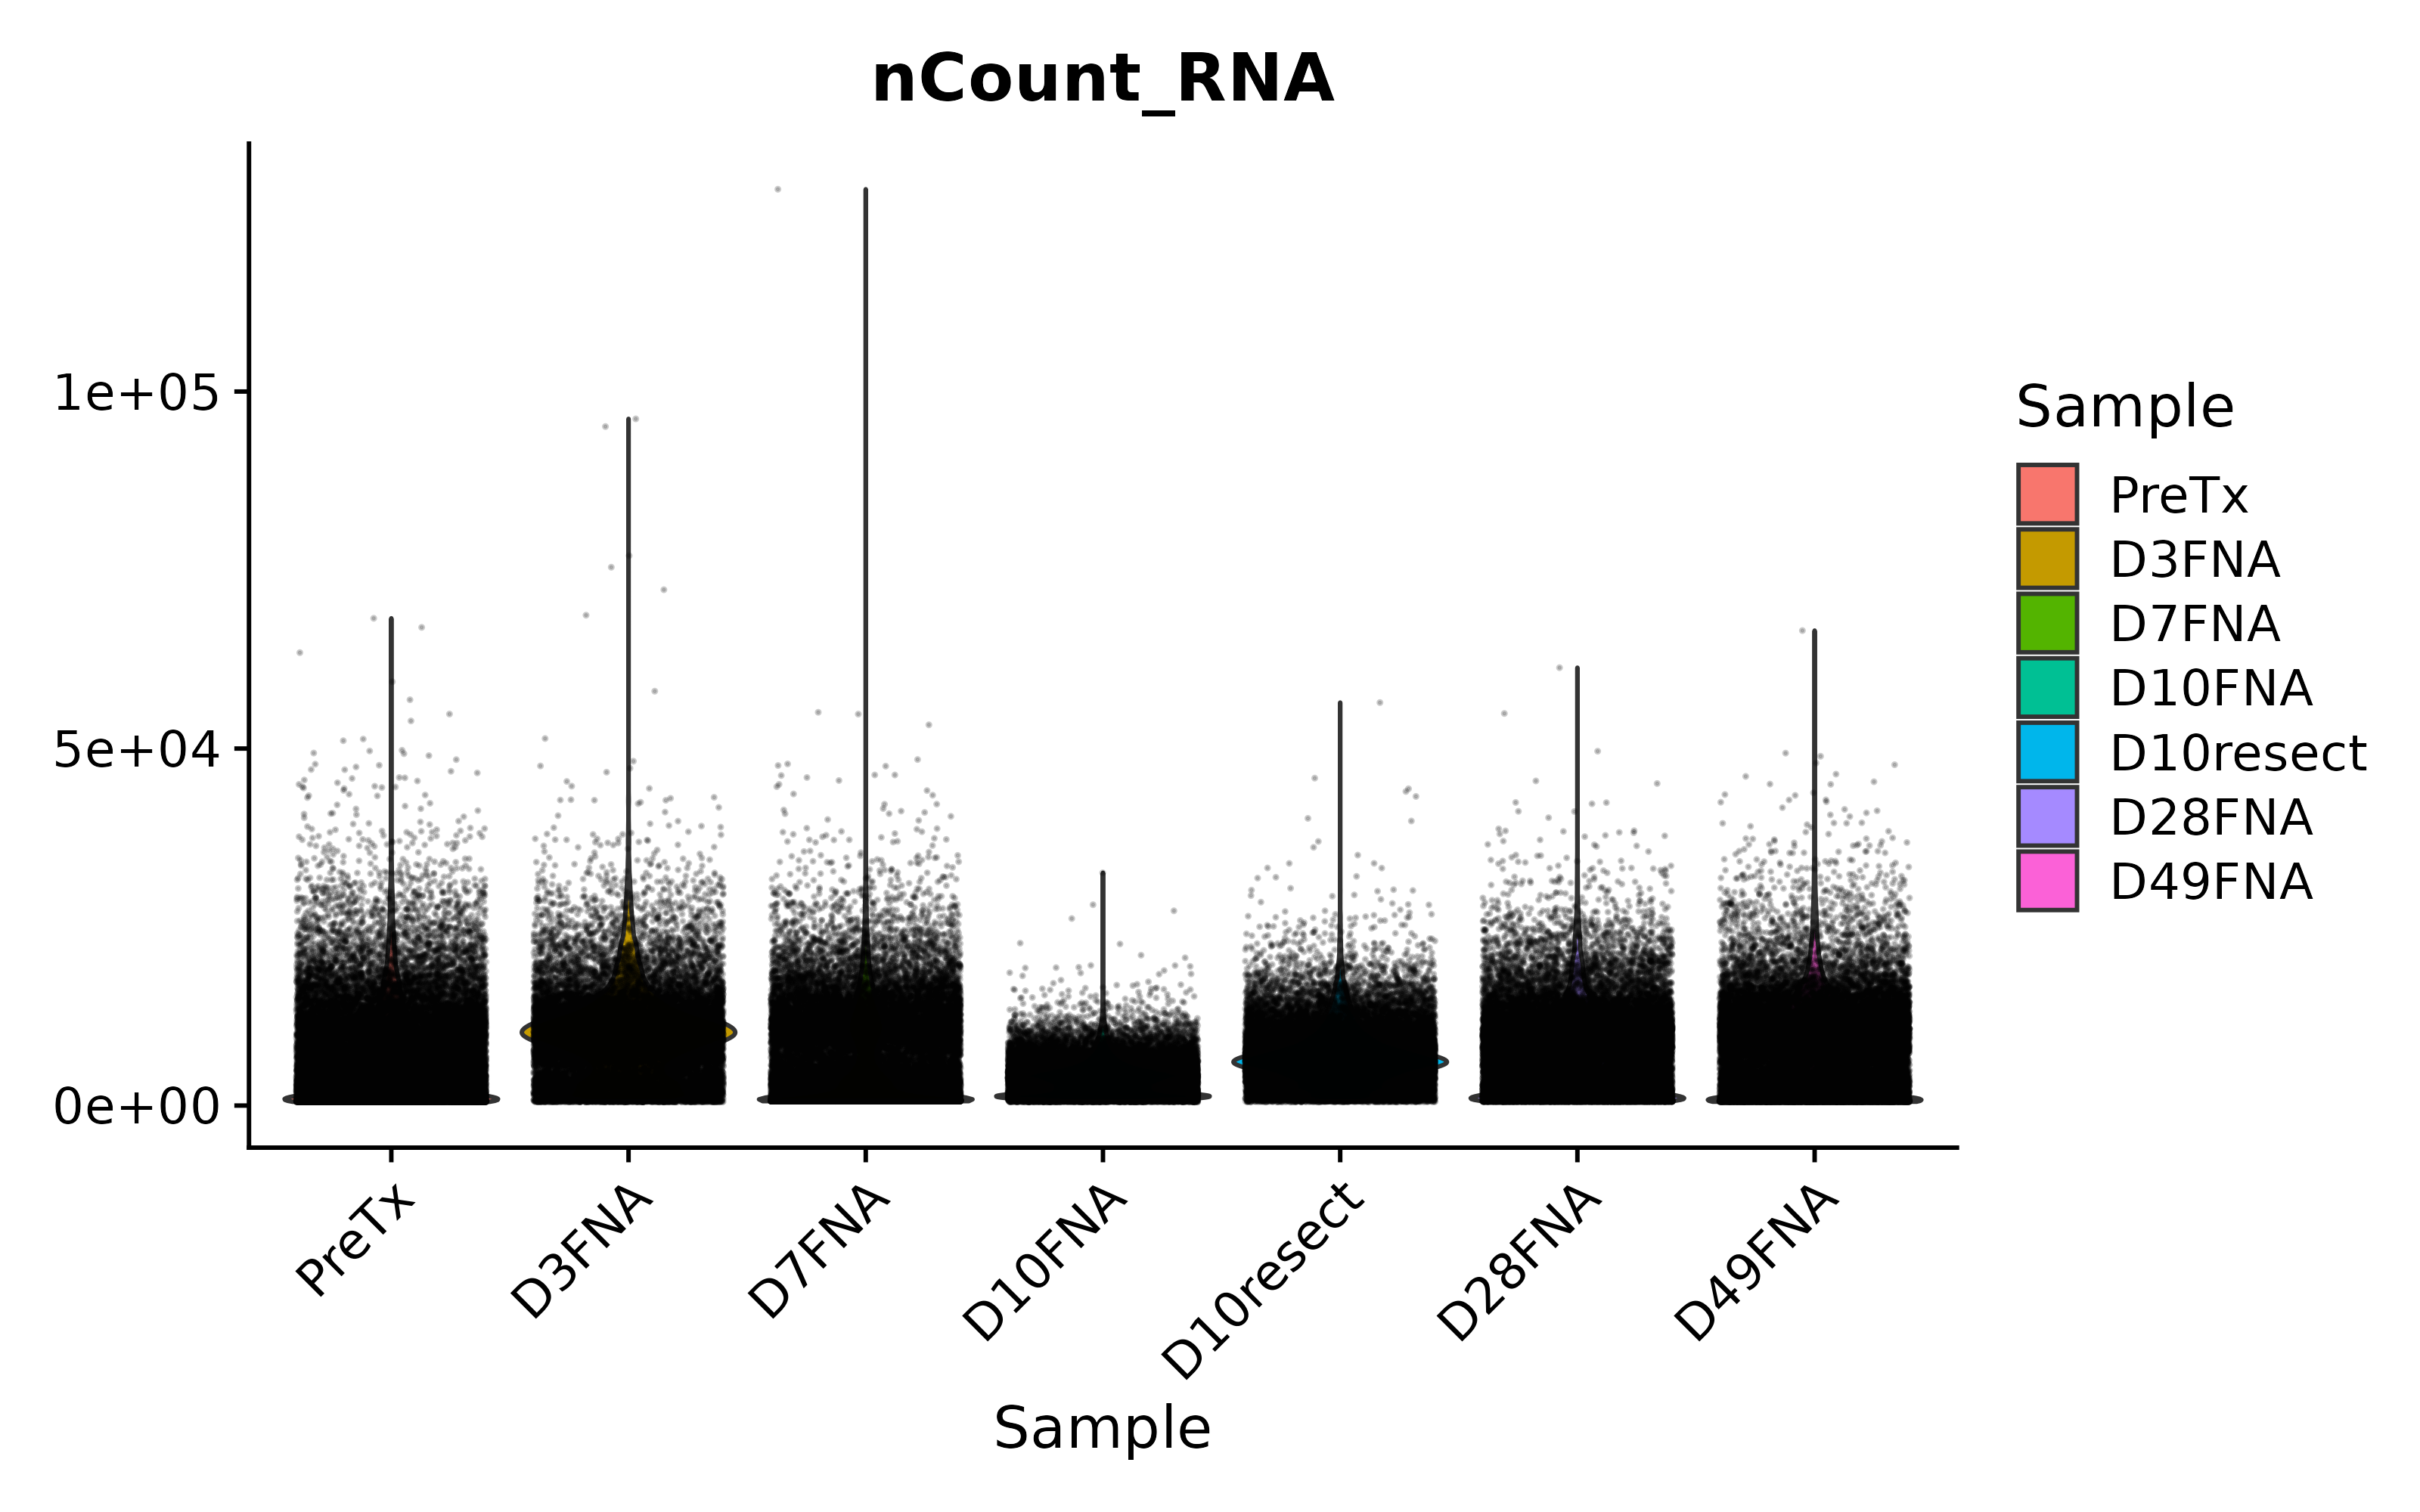 nCount_RNA
1e+05
5e+04
0e+00
PreTx
D3FNA
D7FNA
D10FNA
D10resect
D28FNA
D49FNA
Sample
Sample
PreTx
D3FNA
D7FNA
D10FNA
D10resect
D28FNA
D49FNA